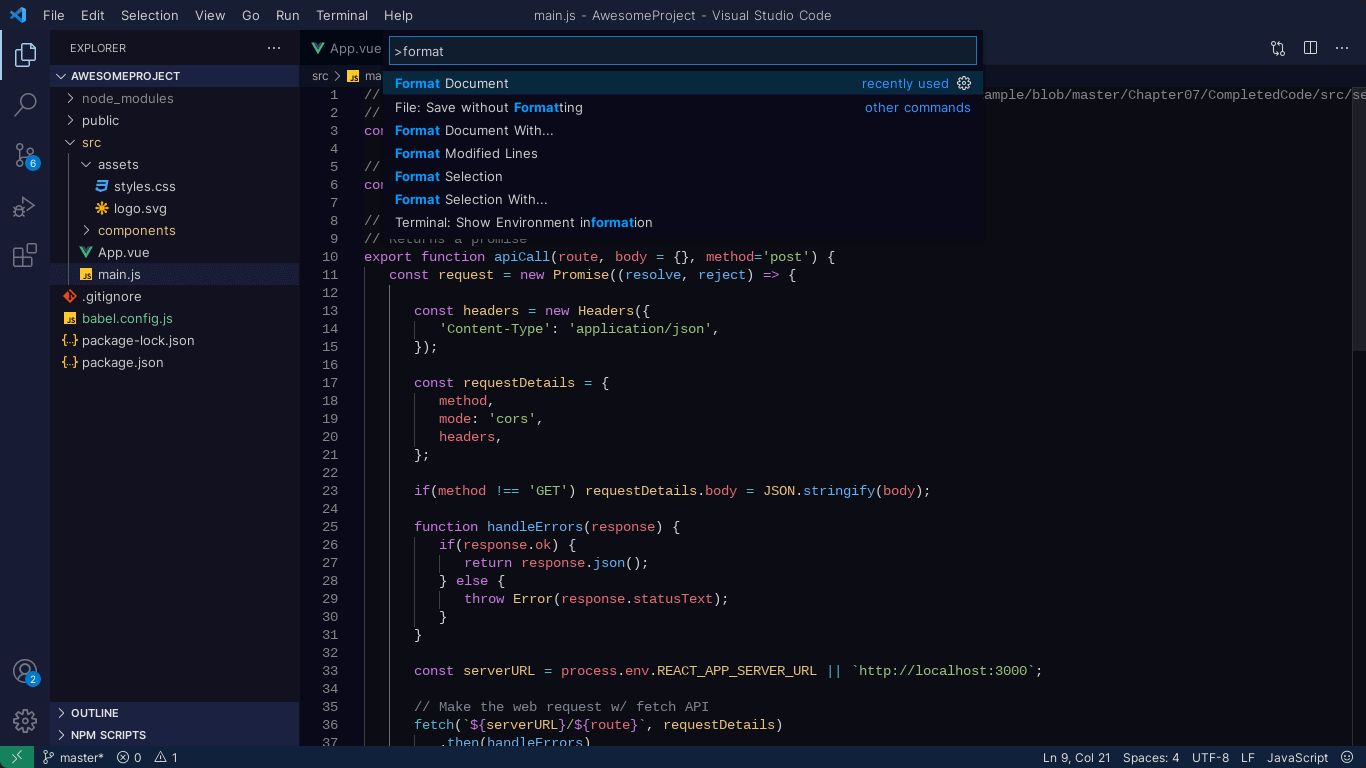 File Edit Selection View Go Run Terminal Help
main.js - AwesomeProject - Visual Studio Code
EXPLORER
AWESOMEPROJECT
node_modules
public
src
assets
styles.css
logo.svg
components
App.vue
main.js
.gitignore
babel.config.js
package-lock.json
package.json
OUTLINE
NPM SCRIPTS
6
2
App.vue
>format
Format Document recently used
File: Save without Formatting other commands
Format Document With...
Format Modified Lines
Format Selection
Format Selection With...
Terminal: Show Environment information
src > JS
1 // ample/blob/master/Chapter07/CompletedCode/src/se
2 //
3 con
4
5 //
6 con
7
8 //
9 // Returns a promise
10 export function apiCall(route, body = {}, method='post') {
11 const request = new Promise((resolve, reject) => {
12
13 const headers = new Headers({
14 'Content-Type': 'application/json',
15 });
16
17 const requestDetails = {
18 method,
19 mode: 'cors',
20 headers,
21 };
22
23 if(method !== 'GET') requestDetails.body = JSON.stringify(body);
24
25 function handleErrors(response) {
26 if(response.ok) {
27 return response.json();
28 } else {
29 throw Error(response.statusText);
30 }
31 }
32
33 const serverURL = process.env.REACT_APP_SERVER_URL || `http://localhost:3000`;
34
35 // Make the web request w/ fetch API
36 fetch(`${serverURL}/${route}`, requestDetails)
37 .then(handleErrors)
master* 0 1
Ln 9, Col 21 Spaces: 4 UTF-8 LF JavaScript